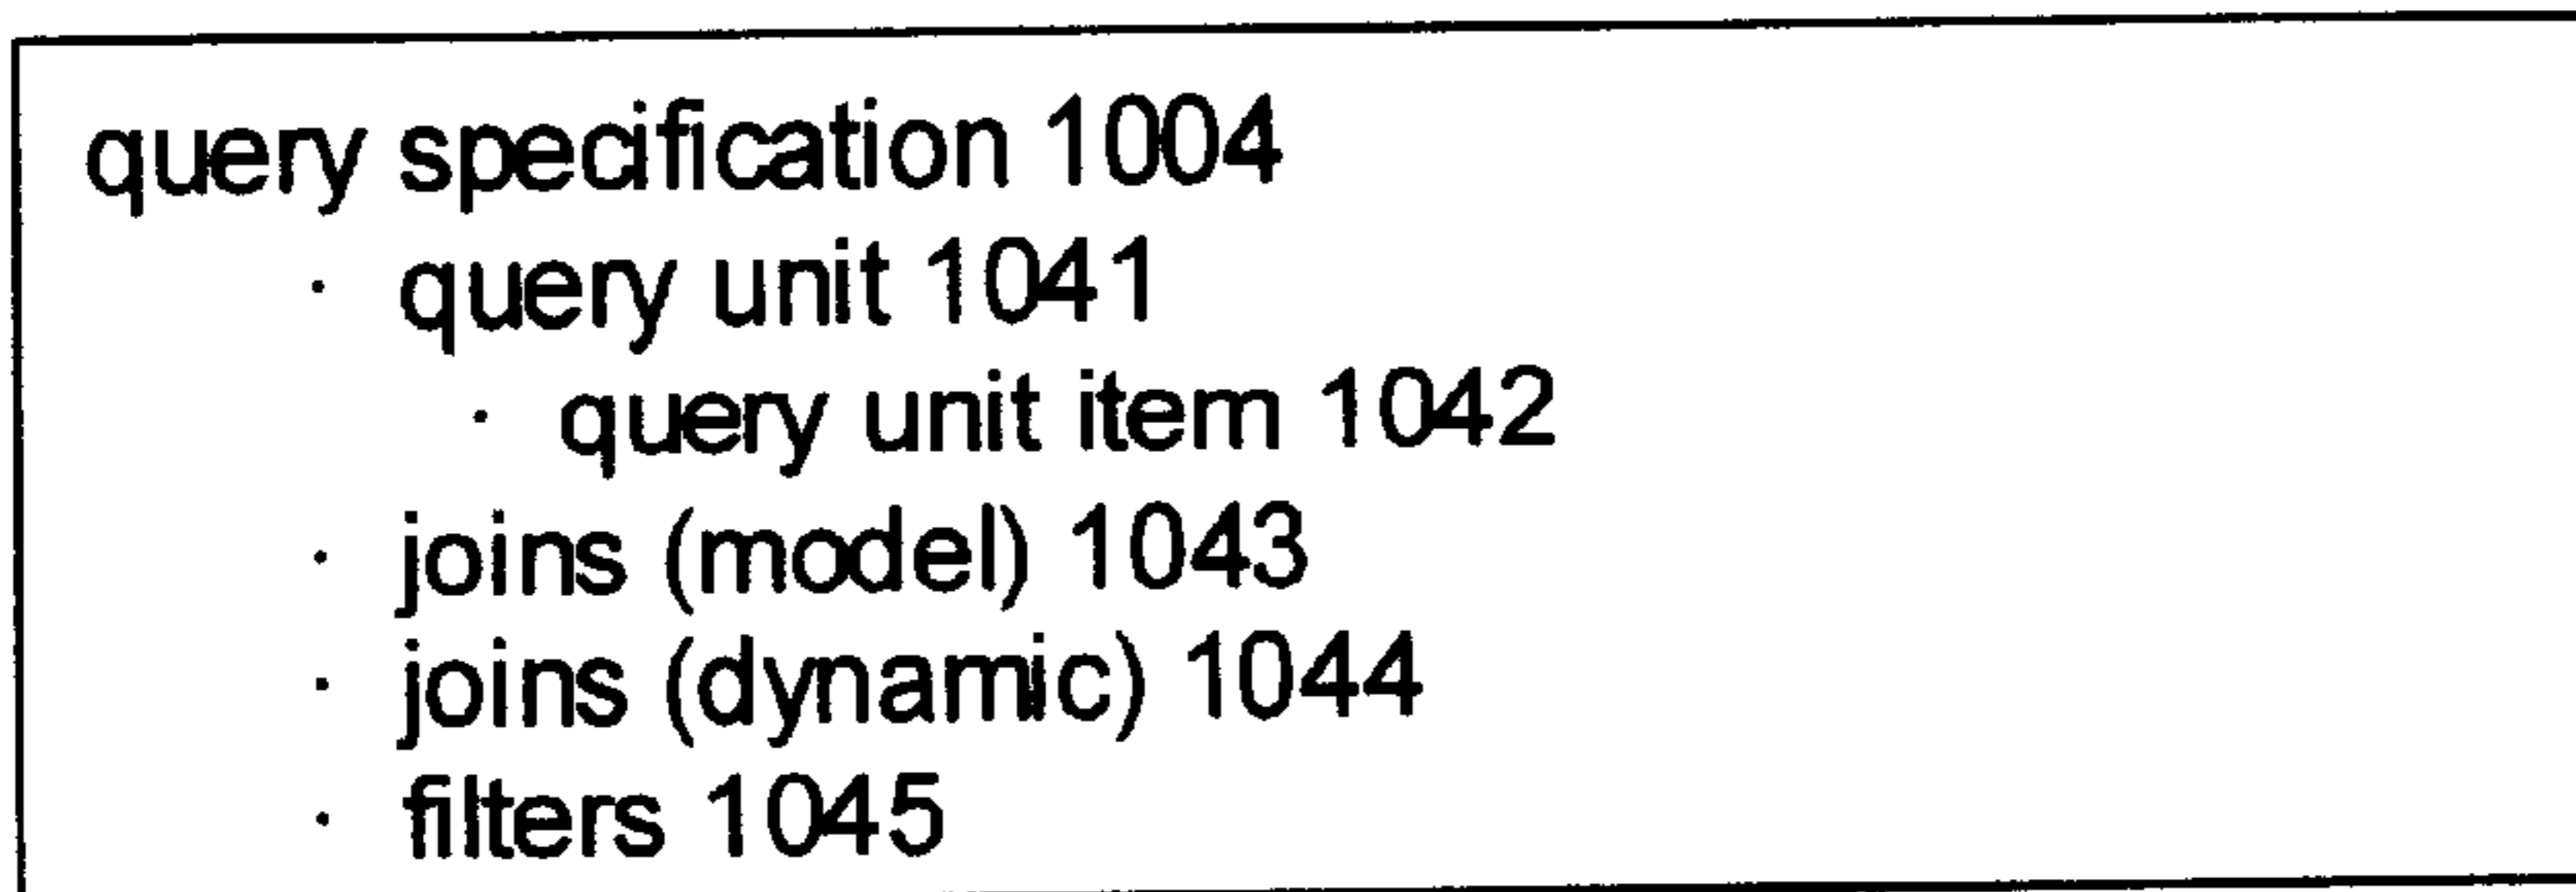 query specification 1004
· query unit 1041
· query unit item 1042
· joins (model) 1043
· joins (dynamic) 1044
· filters 1045